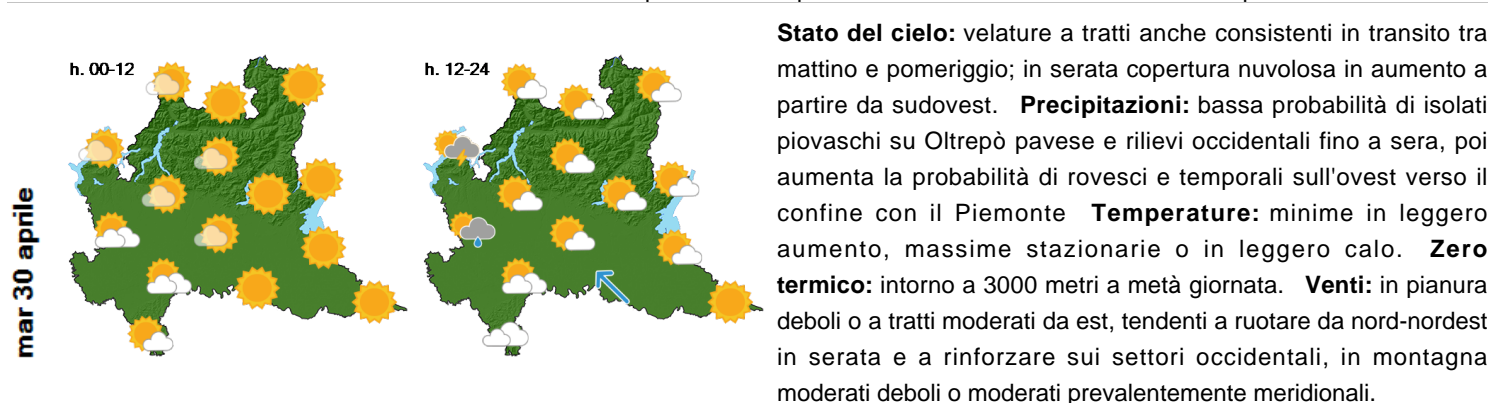 h. 00-12
h. 12-24
mar 30 aprile
Stato del cielo: velature a tratti anche consistenti in transito tra
mattino e pomeriggio; in serata copertura nuvolosa in aumento a
partire da sudovest. Precipitazioni: bassa probabilità di isolati
piovaschi su Oltrepò pavese e rilievi occidentali fino a sera, poi
aumenta la probabilità di rovesci e temporali sull'ovest verso il
confine con il Piemonte Temperature: minime in leggero
aumento, massime stazionarie o in leggero calo. Zero
termico: intorno a 3000 metri a metà giornata. Venti: in pianura
deboli o a tratti moderati da est, tendenti a ruotare da nord-nordest
in serata e a rinforzare sui settori occidentali, in montagna
moderati deboli o moderati prevalentemente meridionali.